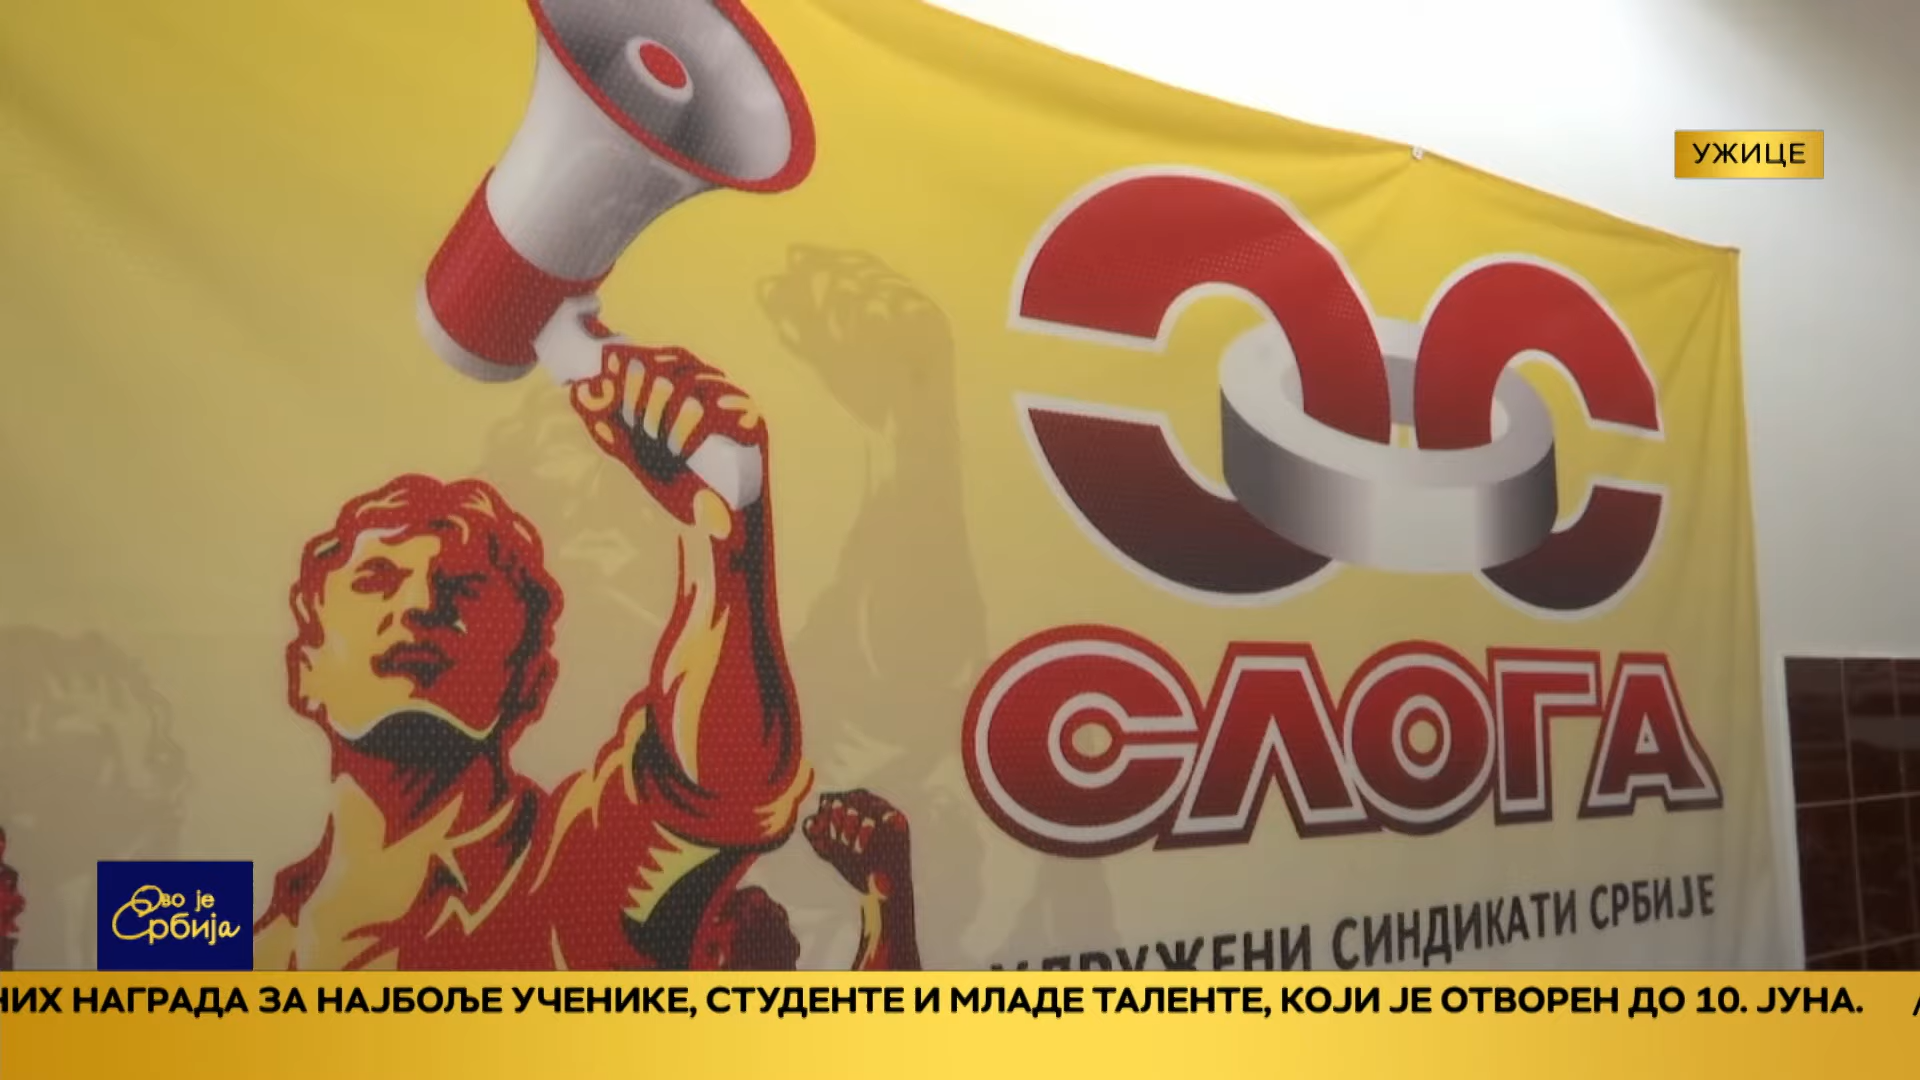 УЖИЦЕ
СЛОГА
УДРУЖЕНИ СИНДИКАТИ СРБИЈЕ
Ово је
Србија
НИХ НАГРАДА ЗА НАЈБОЉЕ УЧЕНИКЕ, СТУДЕНТЕ И МЛАДЕ ТАЛЕНТЕ, КОЈИ ЈЕ ОТВОРЕН ДО 10. ЈУНА.